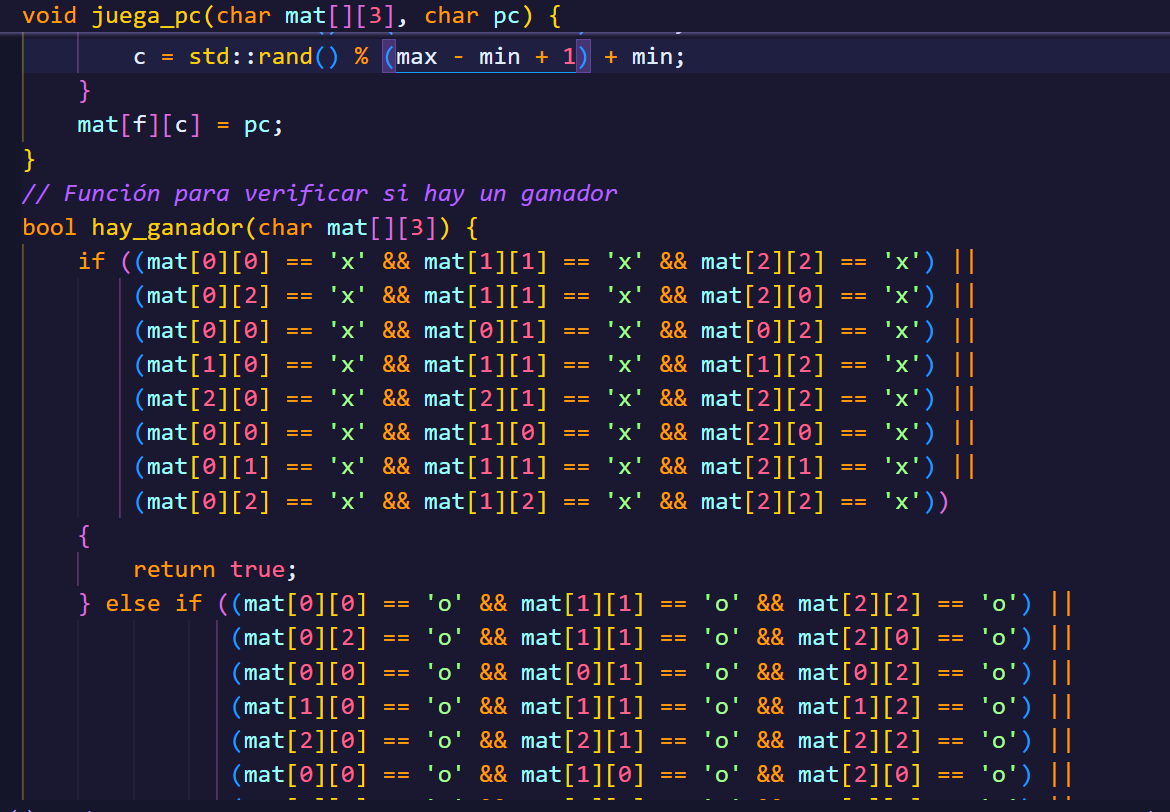 void juega_pc(char mat[][3], char pc) {
c = std::rand() % (max - min + 1) + min;
}
mat[f][c] = pc;
}
// Función para verificar si hay un ganador
bool hay_ganador(char mat[][3]) {
if ((mat[0][0] == 'x' && mat[1][1] == 'x' && mat[2][2] == 'x') ||
(mat[0][2] == 'x' && mat[1][1] == 'x' && mat[2][0] == 'x') ||
(mat[0][0] == 'x' && mat[0][1] == 'x' && mat[0][2] == 'x') ||
(mat[1][0] == 'x' && mat[1][1] == 'x' && mat[1][2] == 'x') ||
(mat[2][0] == 'x' && mat[2][1] == 'x' && mat[2][2] == 'x') ||
(mat[0][0] == 'x' && mat[1][0] == 'x' && mat[2][0] == 'x') ||
(mat[0][1] == 'x' && mat[1][1] == 'x' && mat[2][1] == 'x') ||
(mat[0][2] == 'x' && mat[1][2] == 'x' && mat[2][2] == 'x'))
{
return true;
} else if ((mat[0][0] == 'o' && mat[1][1] == 'o' && mat[2][2] == 'o') ||
(mat[0][2] == 'o' && mat[1][1] == 'o' && mat[2][0] == 'o') ||
(mat[0][0] == 'o' && mat[0][1] == 'o' && mat[0][2] == 'o') ||
(mat[1][0] == 'o' && mat[1][1] == 'o' && mat[1][2] == 'o') ||
(mat[2][0] == 'o' && mat[2][1] == 'o' && mat[2][2] == 'o') ||
(mat[0][0] == 'o' && mat[1][0] == 'o' && mat[2][0] == 'o') ||